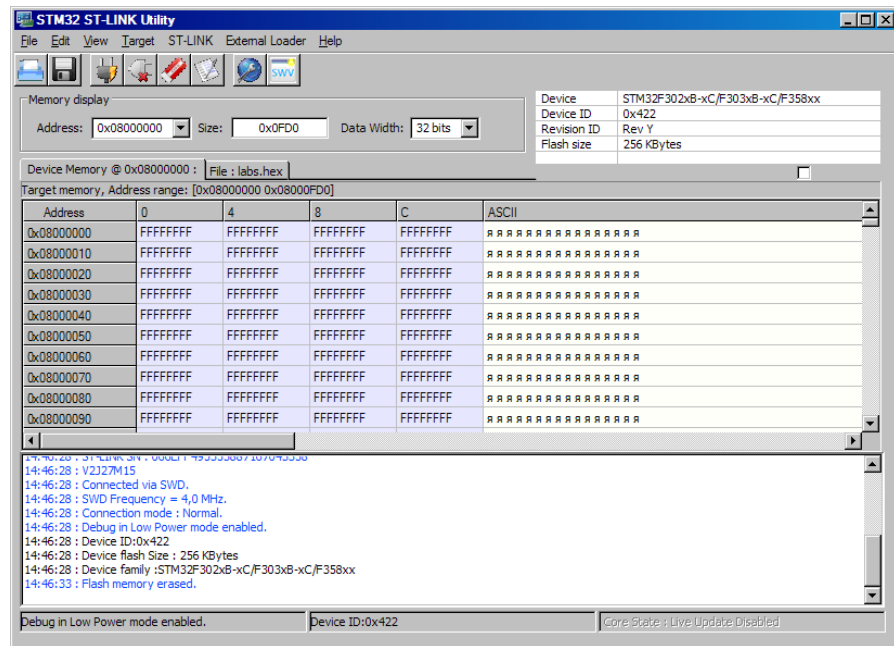 STM32 ST-LINK Utility
File Edit View Target ST-LINK External Loader Help
SWV
Memory display
Address: 0x08000000 Size: 0x0FD0 Data Width: 32 bits
Device STM32F302xB-xC/F303xB-xC/F358xx
Device ID 0x422
Revision ID Rev Y
Flash size 256 KBytes
Device Memory @ 0x08000000 : File : labs.hex
Target memory, Address range: [0x08000000 0x08000FD0]
Address 0 4 8 C ASCII
0x08000000 FFFFFFFF FFFFFFFF FFFFFFFF FFFFFFFF я я я я я я я я я я я я я я я я
0x08000010 FFFFFFFF FFFFFFFF FFFFFFFF FFFFFFFF я я я я я я я я я я я я я я я я
0x08000020 FFFFFFFF FFFFFFFF FFFFFFFF FFFFFFFF я я я я я я я я я я я я я я я я
0x08000030 FFFFFFFF FFFFFFFF FFFFFFFF FFFFFFFF я я я я я я я я я я я я я я я я
0x08000040 FFFFFFFF FFFFFFFF FFFFFFFF FFFFFFFF я я я я я я я я я я я я я я я я
0x08000050 FFFFFFFF FFFFFFFF FFFFFFFF FFFFFFFF я я я я я я я я я я я я я я я я
0x08000060 FFFFFFFF FFFFFFFF FFFFFFFF FFFFFFFF я я я я я я я я я я я я я я я я
0x08000070 FFFFFFFF FFFFFFFF FFFFFFFF FFFFFFFF я я я я я я я я я я я я я я я я
0x08000080 FFFFFFFF FFFFFFFF FFFFFFFF FFFFFFFF я я я я я я я я я я я я я я я я
0x08000090 FFFFFFFF FFFFFFFF FFFFFFFF FFFFFFFF я я я я я я я я я я я я я я я я
14:46:28 : ST-LINK SN :
14:46:28 : V2J27M15
14:46:28 : Connected via SWD.
14:46:28 : SWD Frequency = 4,0 MHz.
14:46:28 : Connection mode : Normal.
14:46:28 : Debug in Low Power mode enabled.
14:46:28 : Device ID:0x422
14:46:28 : Device flash Size : 256 KBytes
14:46:28 : Device family :STM32F302xB-xC/F303xB-xC/F358xx
14:46:33 : Flash memory erased.
Debug in Low Power mode enabled. Device ID:0x422 Core State : Live Update Disabled